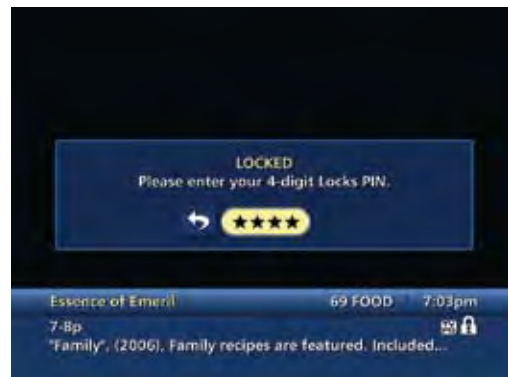 LOCKED
Please enter your 4-digit Locks PIN.
★★★★
Essence of Emeril 69 FOOD 7:03pm
7-8p
"Family", (2006), Family recipes are featured. Included...